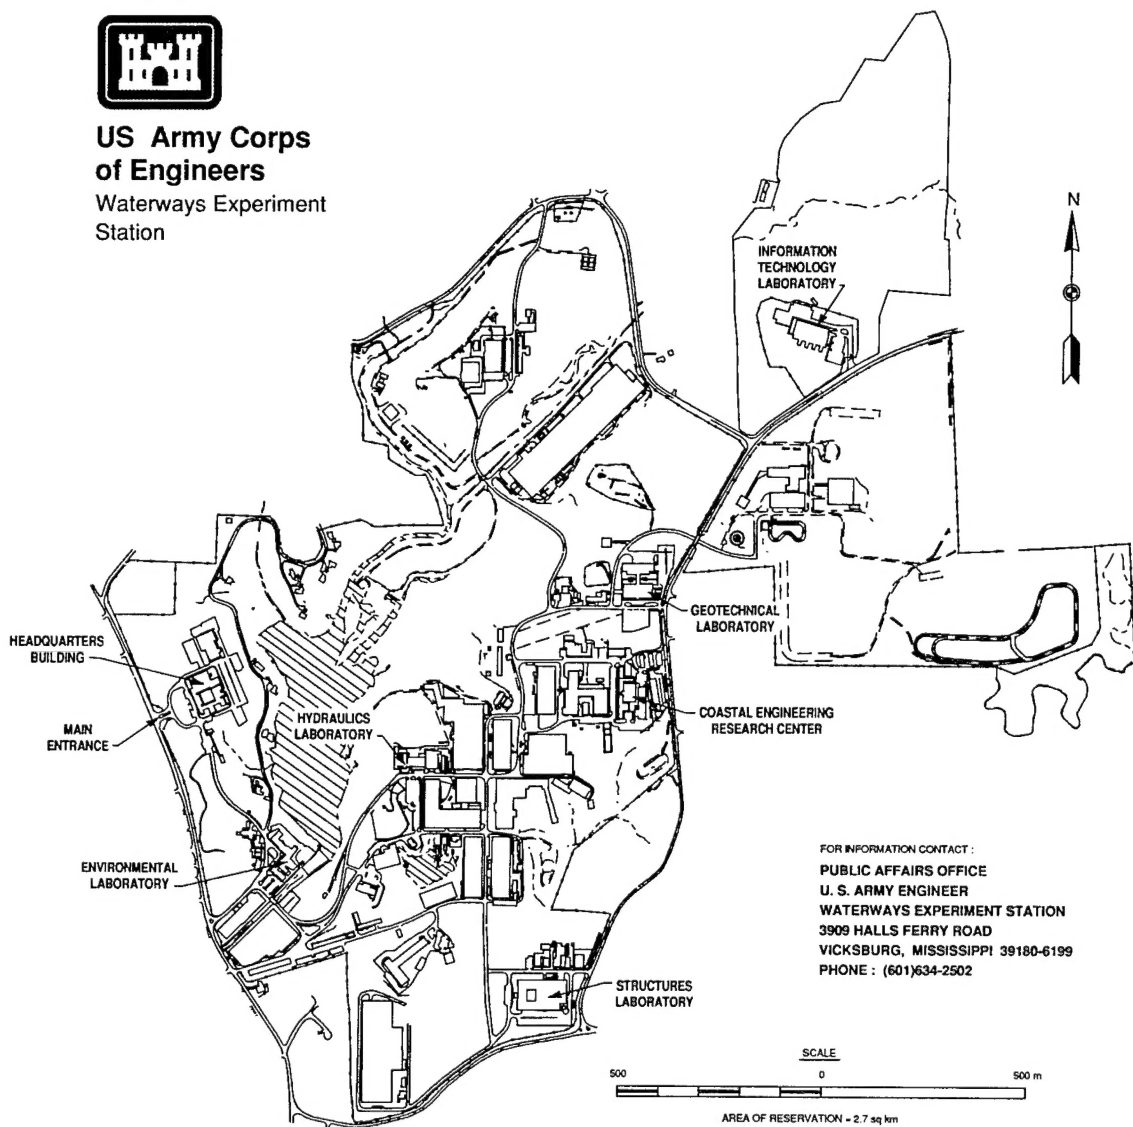 US Army Corps
of Engineers
Waterways Experiment
Station
N
INFORMATION
TECHNOLOGY
LABORATORY
GEOTECHNICAL
LABORATORY
HEADQUARTERS
BUILDING
MAIN
ENTRANCE
HYDRAULICS
LABORATORY
COASTAL ENGINEERING
RESEARCH CENTER
ENVIRONMENTAL
LABORATORY
STRUCTURES
LABORATORY
FOR INFORMATION CONTACT :
PUBLIC AFFAIRS OFFICE
U. S. ARMY ENGINEER
WATERWAYS EXPERIMENT STATION
3909 HALLS FERRY ROAD
VICKSBURG, MISSISSIPPI 39180-6199
PHONE : (601)634-2502
SCALE
500 0 500 m
AREA OF RESERVATION = 2.7 sq km